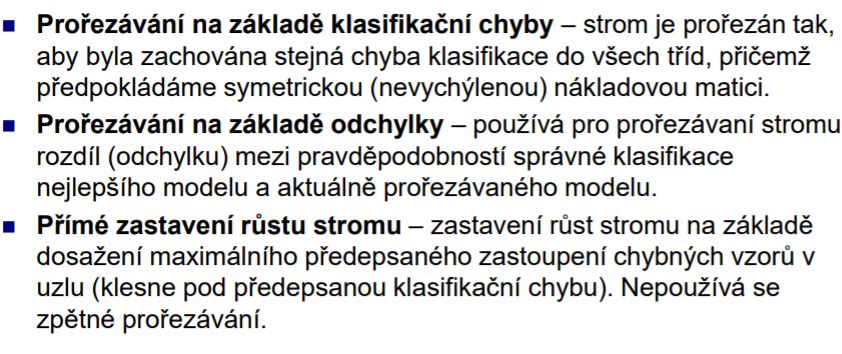 ▪ Prořezávání na základě klasifikační chyby – strom je prořezán tak,
aby byla zachována stejná chyba klasifikace do všech tříd, přičemž
předpokládáme symetrickou (nevychýlenou) nákladovou matici.
▪ Prořezávání na základě odchylky – používá pro prořezávaní stromu
rozdíl (odchylku) mezi pravděpodobností správné klasifikace
nejlepšího modelu a aktuálně prořezávaného modelu.
▪ Přímé zastavení růstu stromu – zastavení růst stromu na základě
dosažení maximálního předepsaného zastoupení chybných vzorů v
uzlu (klesne pod předepsanou klasifikační chybu). Nepoužívá se
zpětné prořezávání.